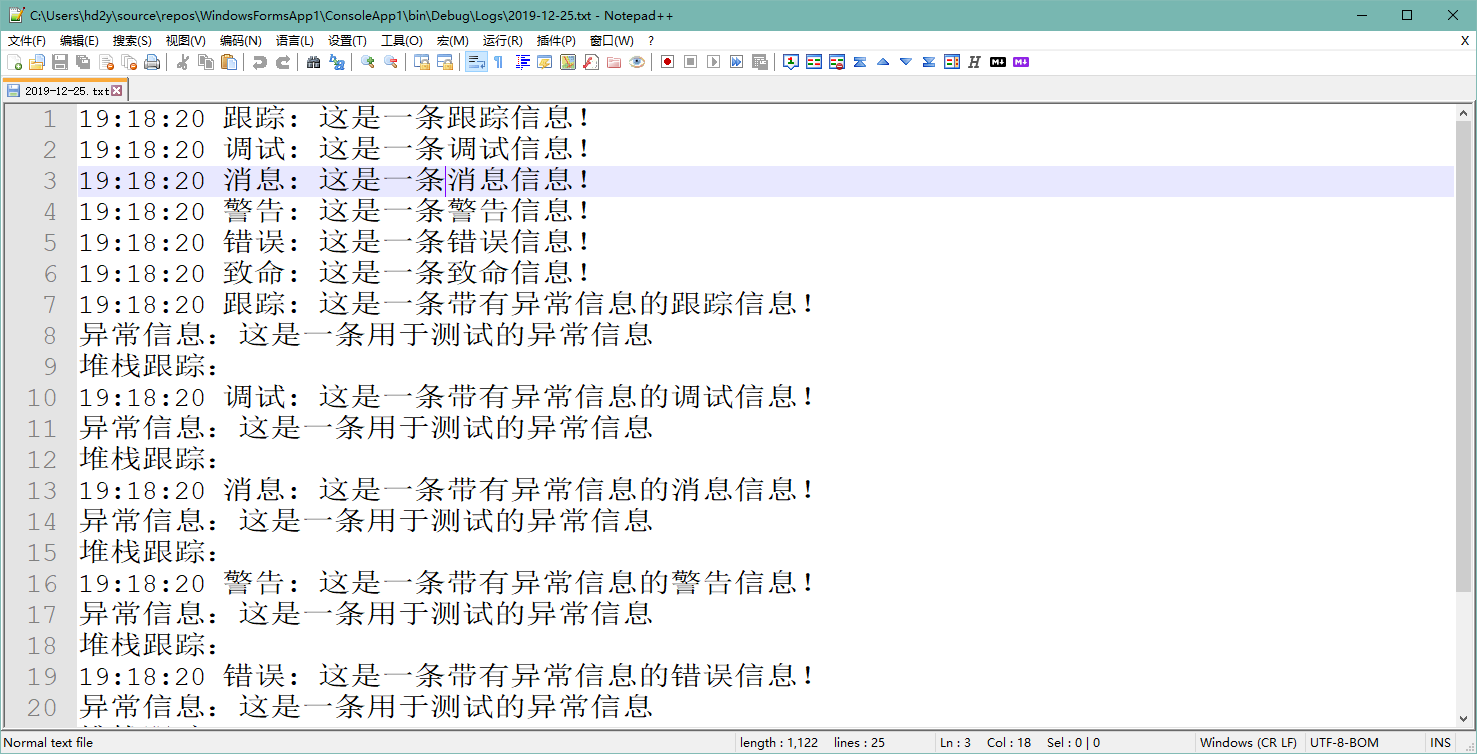 C:\Users\hd2y\source\repos\WindowsFormsApp1\ConsoleApp1\bin\Debug\Logs\2019-12-25.txt - Notepad++
文件(F) 编辑(E) 搜索(S) 视图(V) 编码(N) 语言(L) 设置(T) 工具(O) 宏(M) 运行(R) 插件(P) 窗口(W) ? X
2019-12-25.txt
1 19:18:20 跟踪：这是一条跟踪信息！
2 19:18:20 调试：这是一条调试信息！
3 19:18:20 消息：这是一条消息信息！
4 19:18:20 警告：这是一条警告信息！
5 19:18:20 错误：这是一条错误信息！
6 19:18:20 致命：这是一条致命信息！
7 19:18:20 跟踪：这是一条带有异常信息的跟踪信息！
8 异常信息：这是一条用于测试的异常信息
9 堆栈跟踪：
10 19:18:20 调试：这是一条带有异常信息的调试信息！
11 异常信息：这是一条用于测试的异常信息
12 堆栈跟踪：
13 19:18:20 消息：这是一条带有异常信息的消息信息！
14 异常信息：这是一条用于测试的异常信息
15 堆栈跟踪：
16 19:18:20 警告：这是一条带有异常信息的警告信息！
17 异常信息：这是一条用于测试的异常信息
18 堆栈跟踪：
19 19:18:20 错误：这是一条带有异常信息的错误信息！
20 异常信息：这是一条用于测试的异常信息
Normal text file length : 1,122 lines : 25 Ln : 3 Col : 18 Sel : 0 | 0 Windows (CR LF) UTF-8-BOM INS